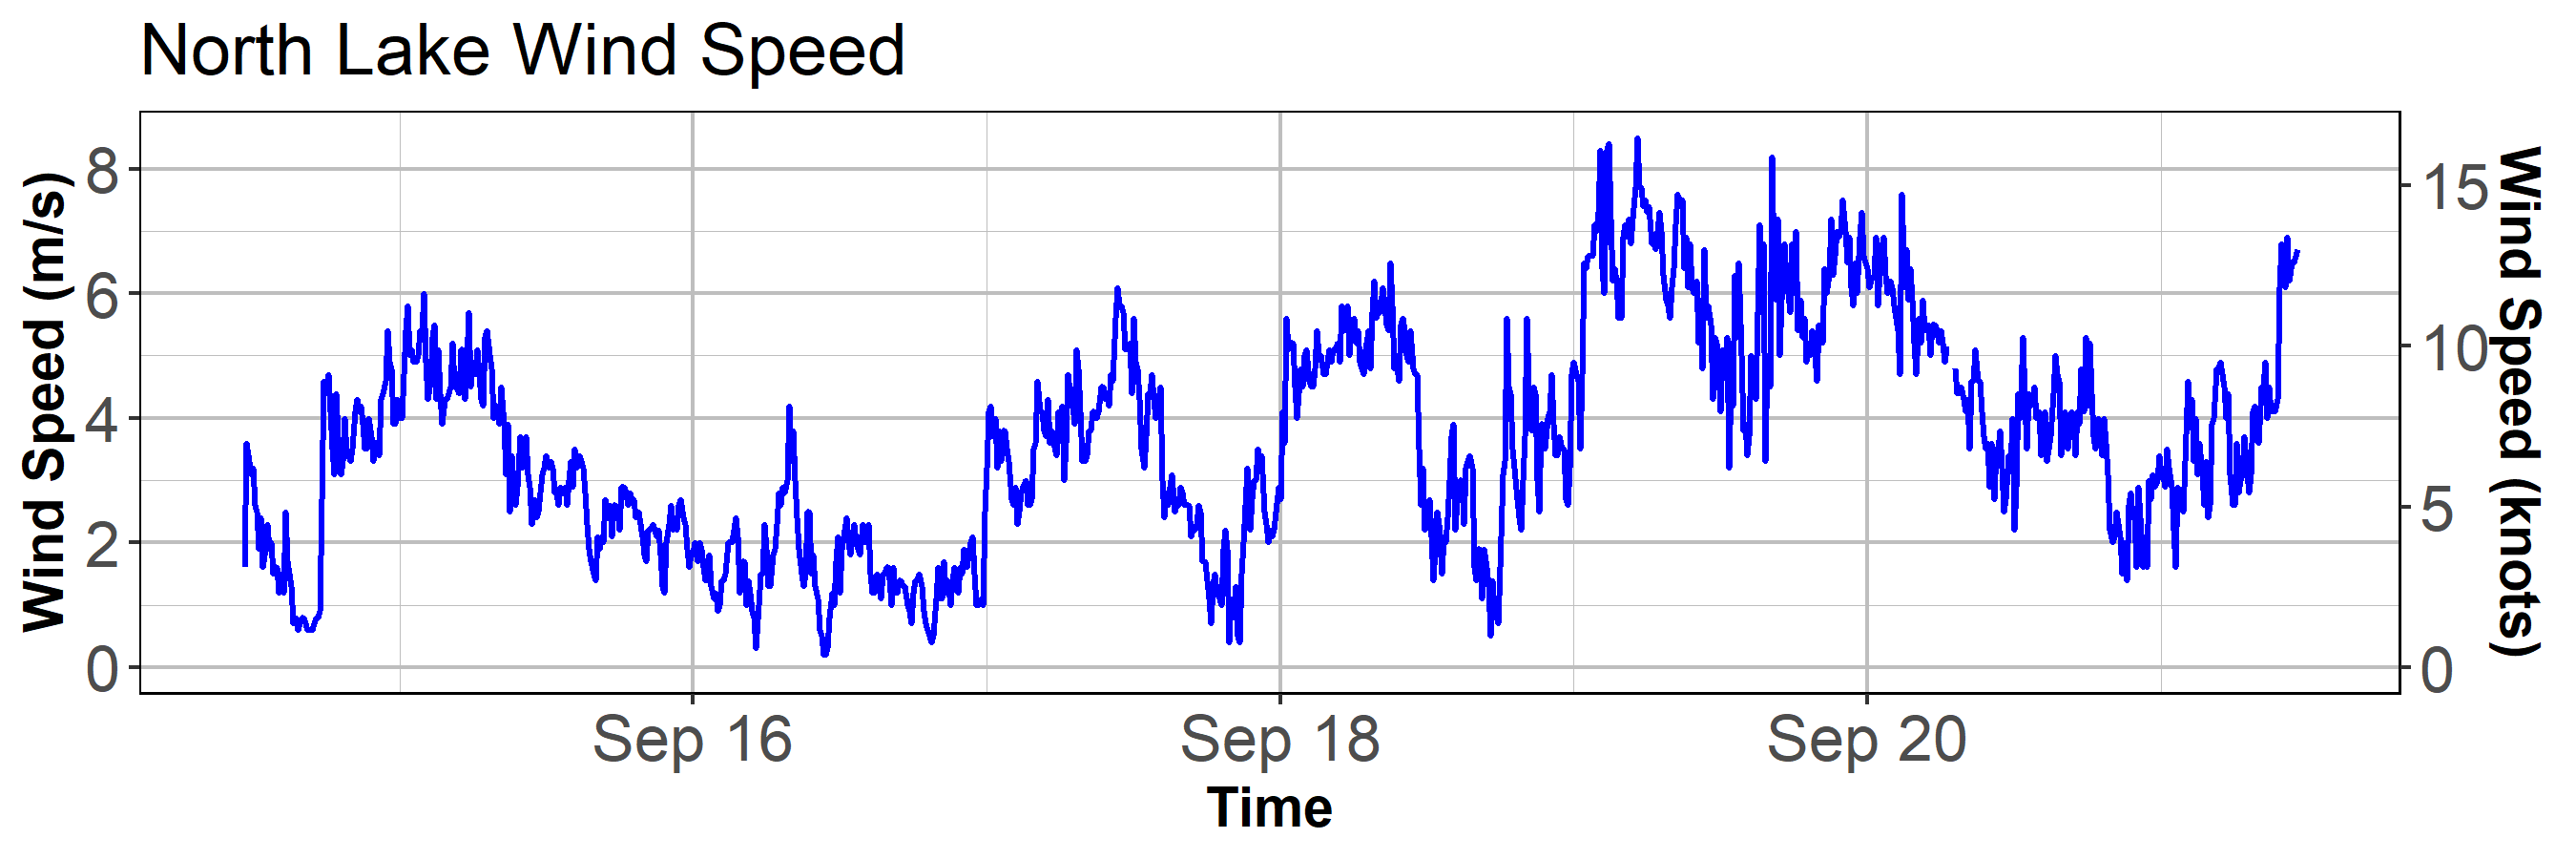 North Lake Wind Speed
Wind Speed (m/s)
8
6
4
2
0
15
10
5
0
Wind Speed (knots)
Sep 16
Sep 18
Sep 20
Time